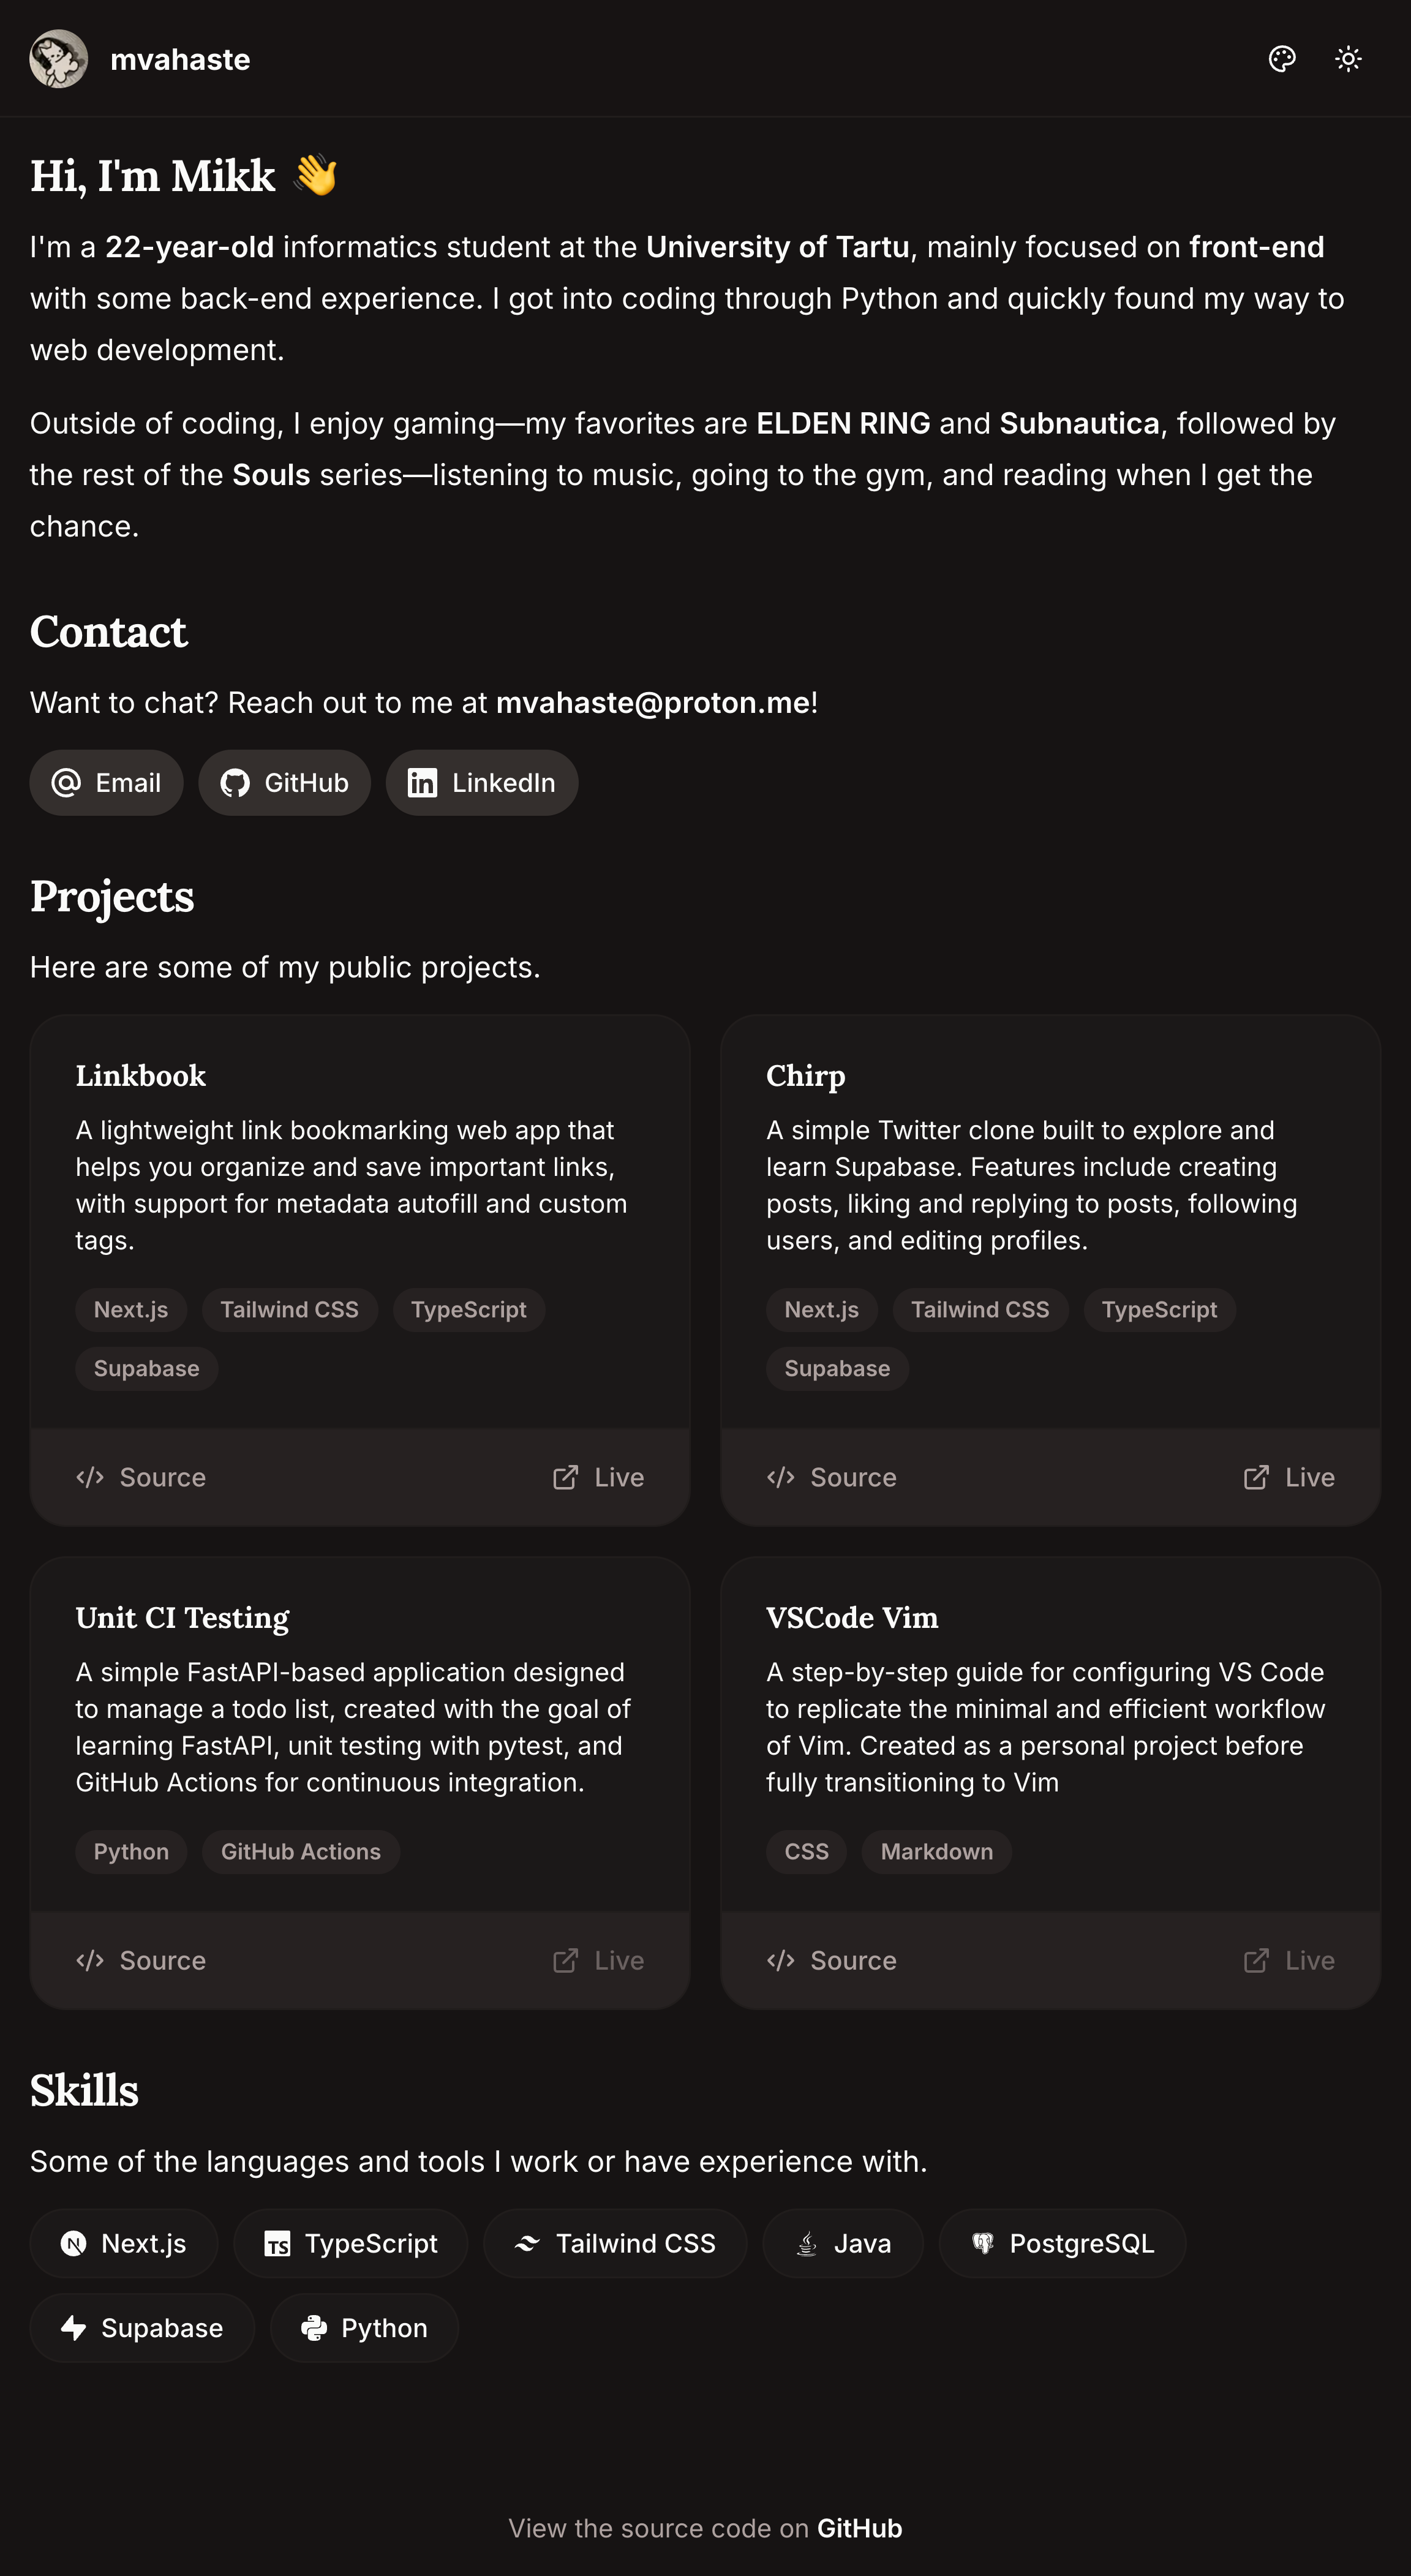 mvahaste
Hi, I'm Mikk 👋
I'm a 22-year-old informatics student at the University of Tartu, mainly focused on front-end
with some back-end experience. I got into coding through Python and quickly found my way to
web development.
Outside of coding, I enjoy gaming—my favorites are ELDEN RING and Subnautica, followed by
the rest of the Souls series—listening to music, going to the gym, and reading when I get the
chance.
Contact
Want to chat? Reach out to me at mvahaste@proton.me!
Email GitHub LinkedIn
Projects
Here are some of my public projects.
Linkbook
A lightweight link bookmarking web app that
helps you organize and save important links,
with support for metadata autofill and custom
tags.
Next.js Tailwind CSS TypeScript
Supabase
Source Live
Chirp
A simple Twitter clone built to explore and
learn Supabase. Features include creating
posts, liking and replying to posts, following
users, and editing profiles.
Next.js Tailwind CSS TypeScript
Supabase
Source Live
Unit CI Testing
A simple FastAPI-based application designed
to manage a todo list, created with the goal of
learning FastAPI, unit testing with pytest, and
GitHub Actions for continuous integration.
Python GitHub Actions
Source Live
VSCode Vim
A step-by-step guide for configuring VS Code
to replicate the minimal and efficient workflow
of Vim. Created as a personal project before
fully transitioning to Vim
CSS Markdown
Source Live
Skills
Some of the languages and tools I work or have experience with.
Next.js TypeScript Tailwind CSS Java PostgreSQL
Supabase Python
View the source code on GitHub